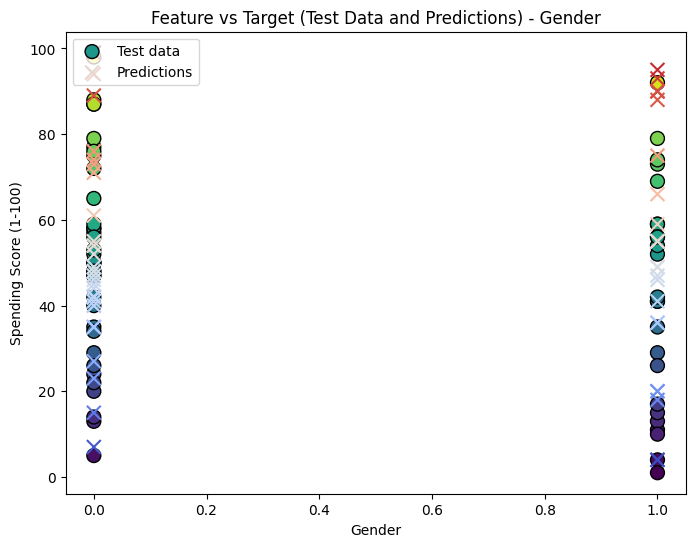 Feature vs Target (Test Data and Predictions) - Gender
Test data
Predictions
Spending Score (1-100)
100
80
60
40
20
0
0.0 0.2 0.4 0.6 0.8 1.0
Gender